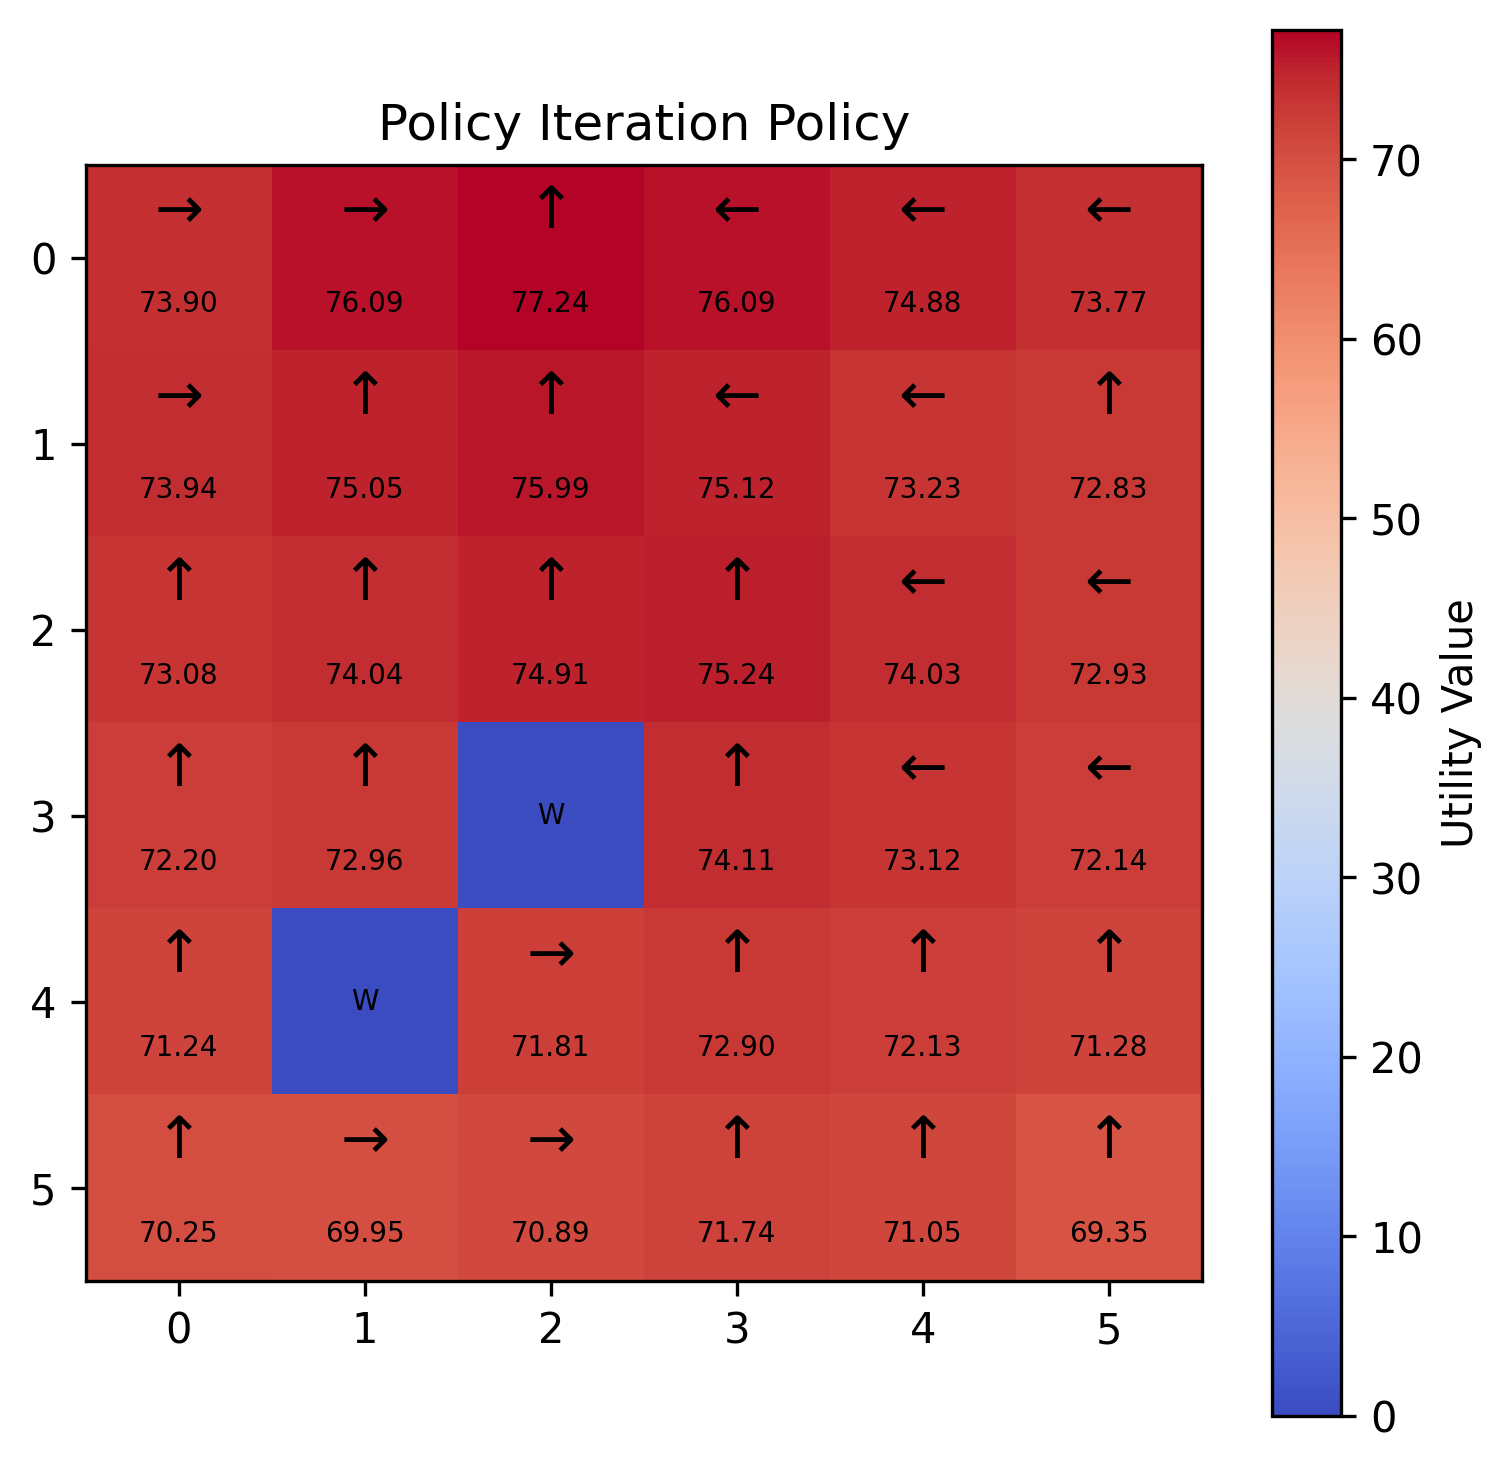 Policy Iteration Policy
→ → ↑ ← ← ←
0
73.90 76.09 77.24 76.09 74.88 73.77
→ ↑ ↑ ← ← ↑
1
73.94 75.05 75.99 75.12 73.23 72.83
↑ ↑ ↑ ↑ ← ←
2
73.08 74.04 74.91 75.24 74.03 72.93
↑ ↑ ↑ ← ←
3 W
72.20 72.96 74.11 73.12 72.14
↑ → ↑ ↑ ↑
4 W
71.24 71.81 72.90 72.13 71.28
↑ → → ↑ ↑ ↑
5
70.25 69.95 70.89 71.74 71.05 69.35
0 1 2 3 4 5
70
60
50
40
30
20
10
0
Utility Value